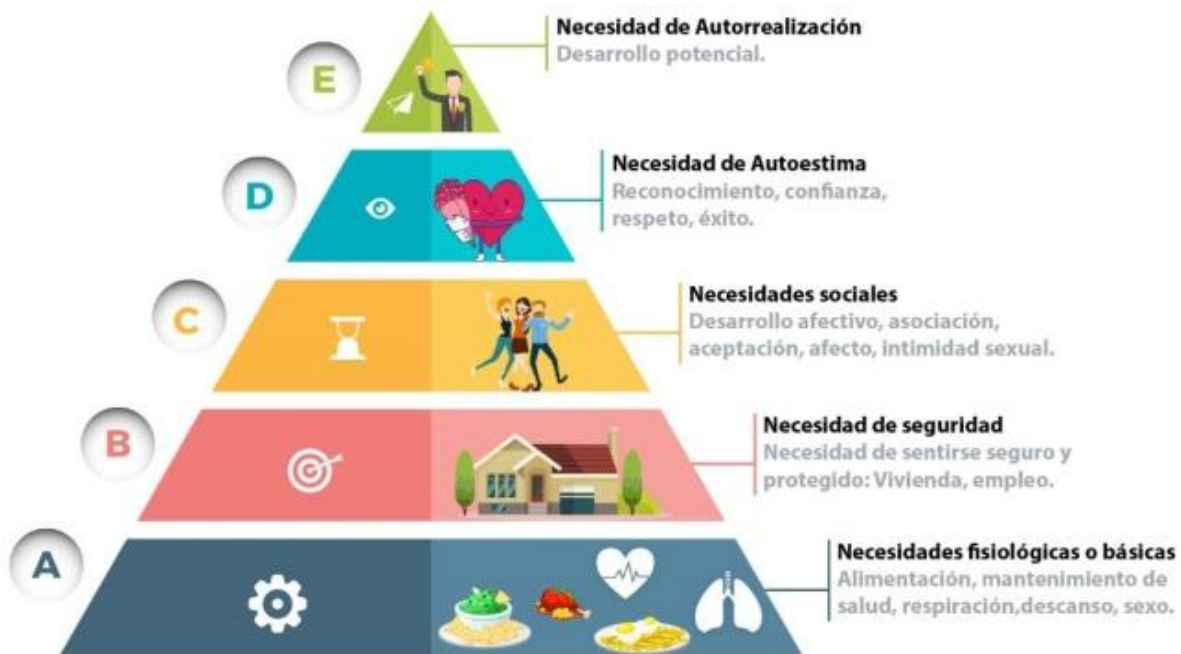 E
Necesidad de Autorrealización
Desarrollo potencial.
D
Necesidad de Autoestima
Reconocimiento, confianza,
respeto, éxito.
C
Necesidades sociales
Desarrollo afectivo, asociación,
aceptación, afecto, intimidad sexual.
B
Necesidad de seguridad
Necesidad de sentirse seguro y
protegido: Vivienda, empleo.
A
Necesidades fisiológicas o básicas
Alimentación, mantenimiento de
salud, respiración,descanso, sexo.